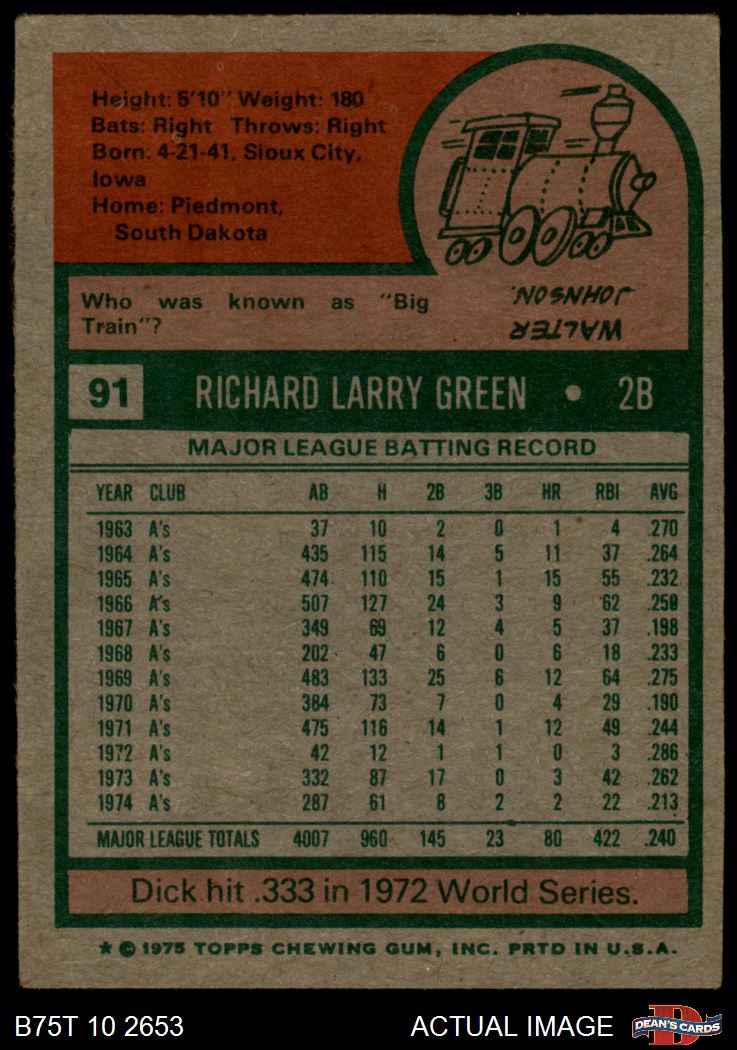 Height: 5'10" Weight: 180
Bats: Right Throws: Right
Born: 4-21-41, Sioux City,
Iowa
Home: Piedmont,
South Dakota
Who was known as "Big
Train"?
WALTER
JOHNSON.
91 RICHARD LARRY GREEN • 2B
MAJOR LEAGUE BATTING RECORD
YEAR CLUB AB H 2B 3B HR RBI AVG
1963 A's 37 10 2 0 1 4 .270
1964 A's 435 115 14 5 11 37 .264
1965 A's 474 110 15 1 15 55 .232
1966 A's 507 127 24 3 9 62 .250
1967 A's 349 69 12 4 5 37 .198
1968 A's 202 47 6 0 6 18 .233
1969 A's 483 133 25 6 12 64 .275
1970 A's 384 73 7 0 4 29 .190
1971 A's 475 116 14 1 12 49 .244
1972 A's 42 12 1 1 0 3 .286
1973 A's 332 87 17 0 3 42 .262
1974 A's 287 61 8 2 2 22 .213
MAJOR LEAGUE TOTALS 4007 960 145 23 80 422 .240
Dick hit .333 in 1972 World Series.
* © 1975 TOPPS CHEWING GUM, INC. PRTD IN U.S.A.
B75T 10 2653 ACTUAL IMAGE DEAN'S CARDS